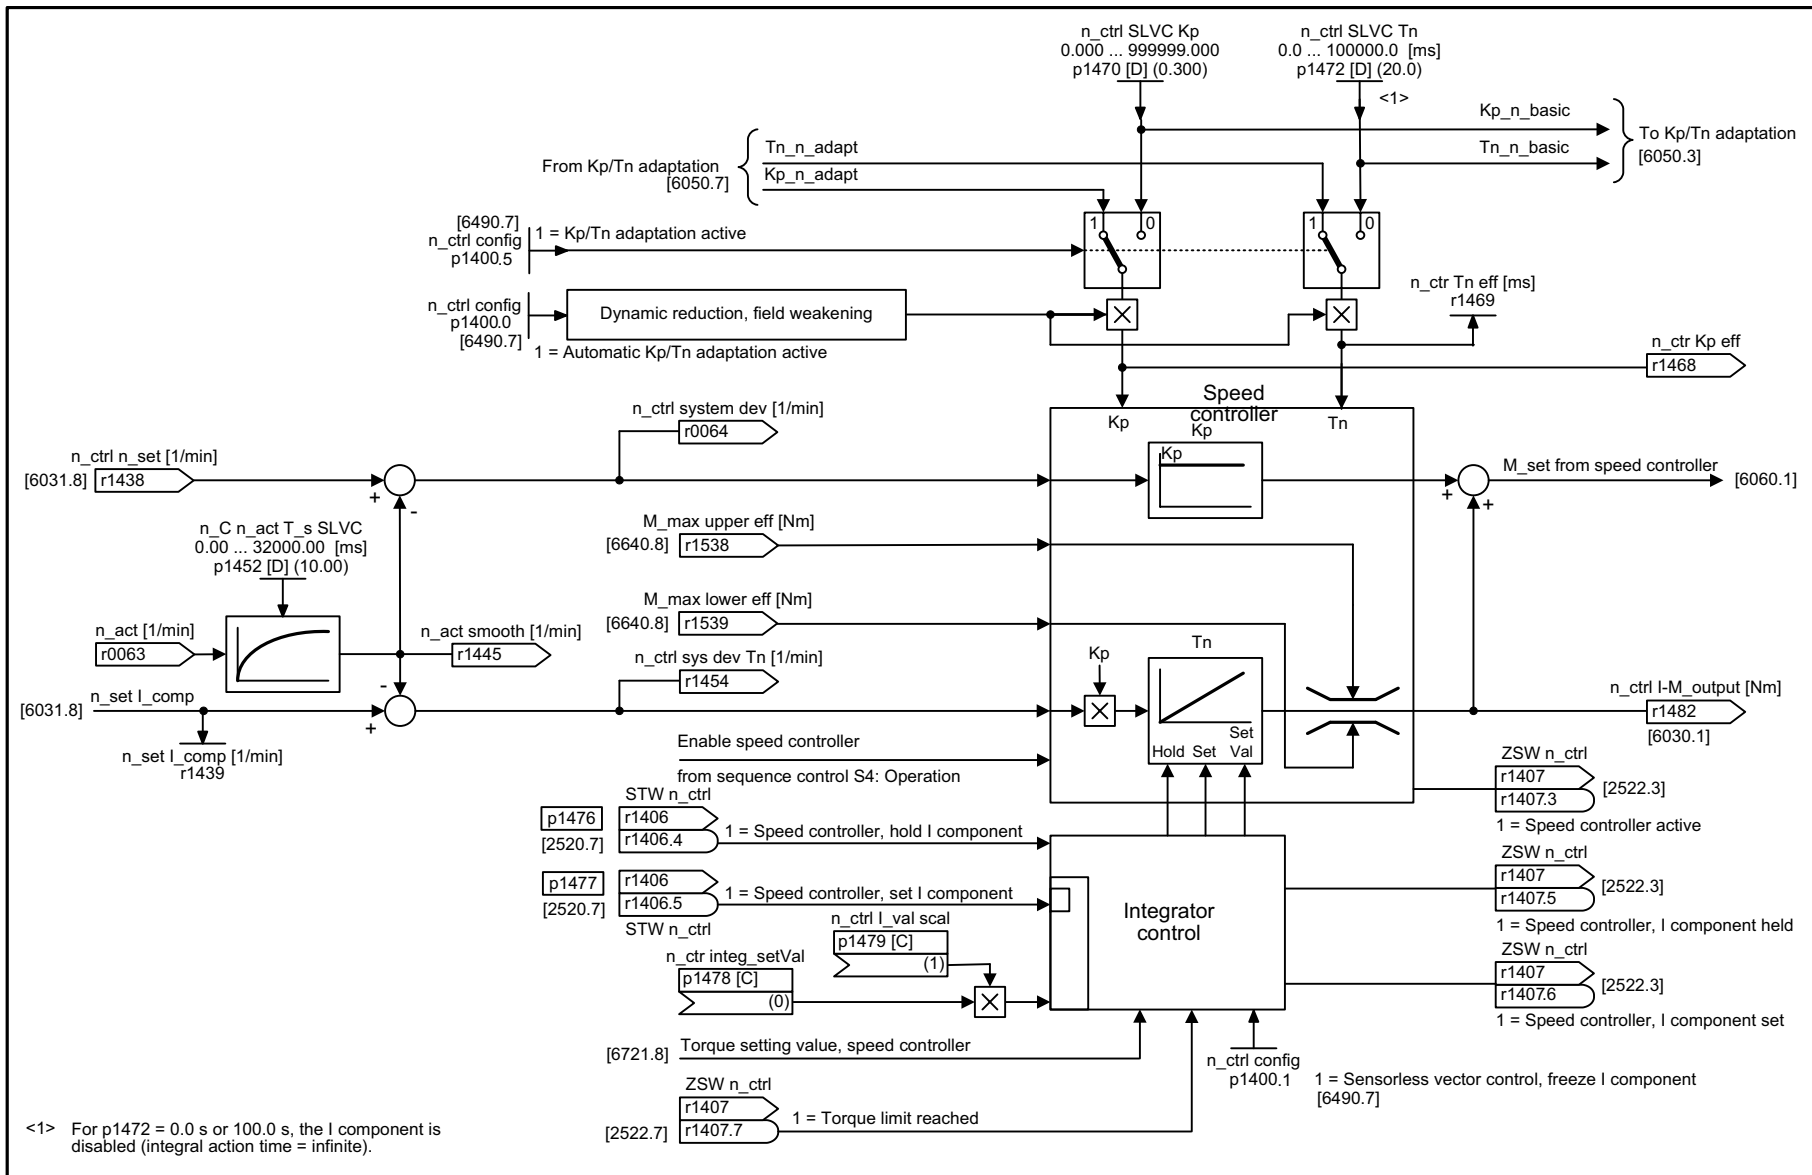 n_ctrl SLVC Kp
0.000 ... 999999.000
p1470 [D] (0.300)
n_ctrl SLVC Tn
0.0 ... 100000.0 [ms]
p1472 [D] (20.0)
<1>
Kp_n_basic
Tn_n_basic
To Kp/Tn adaptation
[6050.3]
From Kp/Tn adaptation
[6050.7]
Tn_n_adapt
Kp_n_adapt
[6490.7]
n_ctrl config
p1400.5
1 = Kp/Tn adaptation active
1
0
1
0
n_ctrl config
p1400.0
[6490.7]
Dynamic reduction, field weakening
1 = Automatic Kp/Tn adaptation active
n_ctr Tn eff [ms]
r1469
n_ctr Kp eff
r1468
n_ctrl system dev [1/min]
r0064
Speed
controller
Kp
Tn
Kp
Kp
n_ctrl n_set [1/min]
[6031.8]
r1438
+
-
+
+
M_set from speed controller
[6060.1]
n_C n_act T_s SLVC
0.00 ... 32000.00 [ms]
p1452 [D] (10.00)
M_max upper eff [Nm]
[6640.8]
r1538
M_max lower eff [Nm]
[6640.8]
r1539
n_act [1/min]
r0063
n_act smooth [1/min]
r1445
n_ctrl sys dev Tn [1/min]
r1454
Kp
Tn
Hold
Set
Set
Val
n_set I_comp
[6031.8]
-
+
n_set I_comp [1/min]
r1439
n_ctrl I-M_output [Nm]
r1482
[6030.1]
Enable speed controller
from sequence control S4: Operation
ZSW n_ctrl
r1407
r1407.3
[2522.3]
1 = Speed controller active
STW n_ctrl
p1476
[2520.7]
r1406
r1406.4
1 = Speed controller, hold I component
p1477
[2520.7]
r1406
r1406.5
STW n_ctrl
1 = Speed controller, set I component
Integrator
control
ZSW n_ctrl
r1407
r1407.5
[2522.3]
1 = Speed controller, I component held
n_ctrl I_val scal
p1479 [C]
(1)
n_ctr integ_setVal
p1478 [C]
(0)
ZSW n_ctrl
r1407
r1407.6
[2522.3]
1 = Speed controller, I component set
[6721.8]
Torque setting value, speed controller
n_ctrl config
p1400.1
1 = Sensorless vector control, freeze I component
[6490.7]
ZSW n_ctrl
r1407
r1407.7
[2522.7]
1 = Torque limit reached
<1> For p1472 = 0.0 s or 100.0 s, the I component is
disabled (integral action time = infinite).